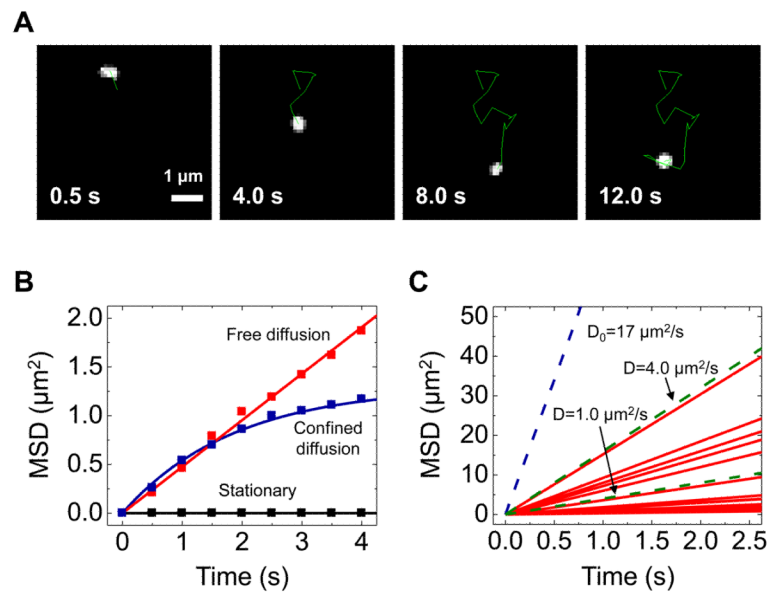 A
0.5 s
1 µm
4.0 s
8.0 s
12.0 s
B
MSD (µm²)
2.0
1.5
1.0
0.5
0.0
Free diffusion
Confined
diffusion
Stationary
0 1 2 3 4
Time (s)
C
MSD (µm²)
50
40
30
20
10
0
D₀=17 µm²/s
D=4.0 µm²/s
D=1.0 µm²/s
0.0 0.5 1.0 1.5 2.0 2.5
Time (s)